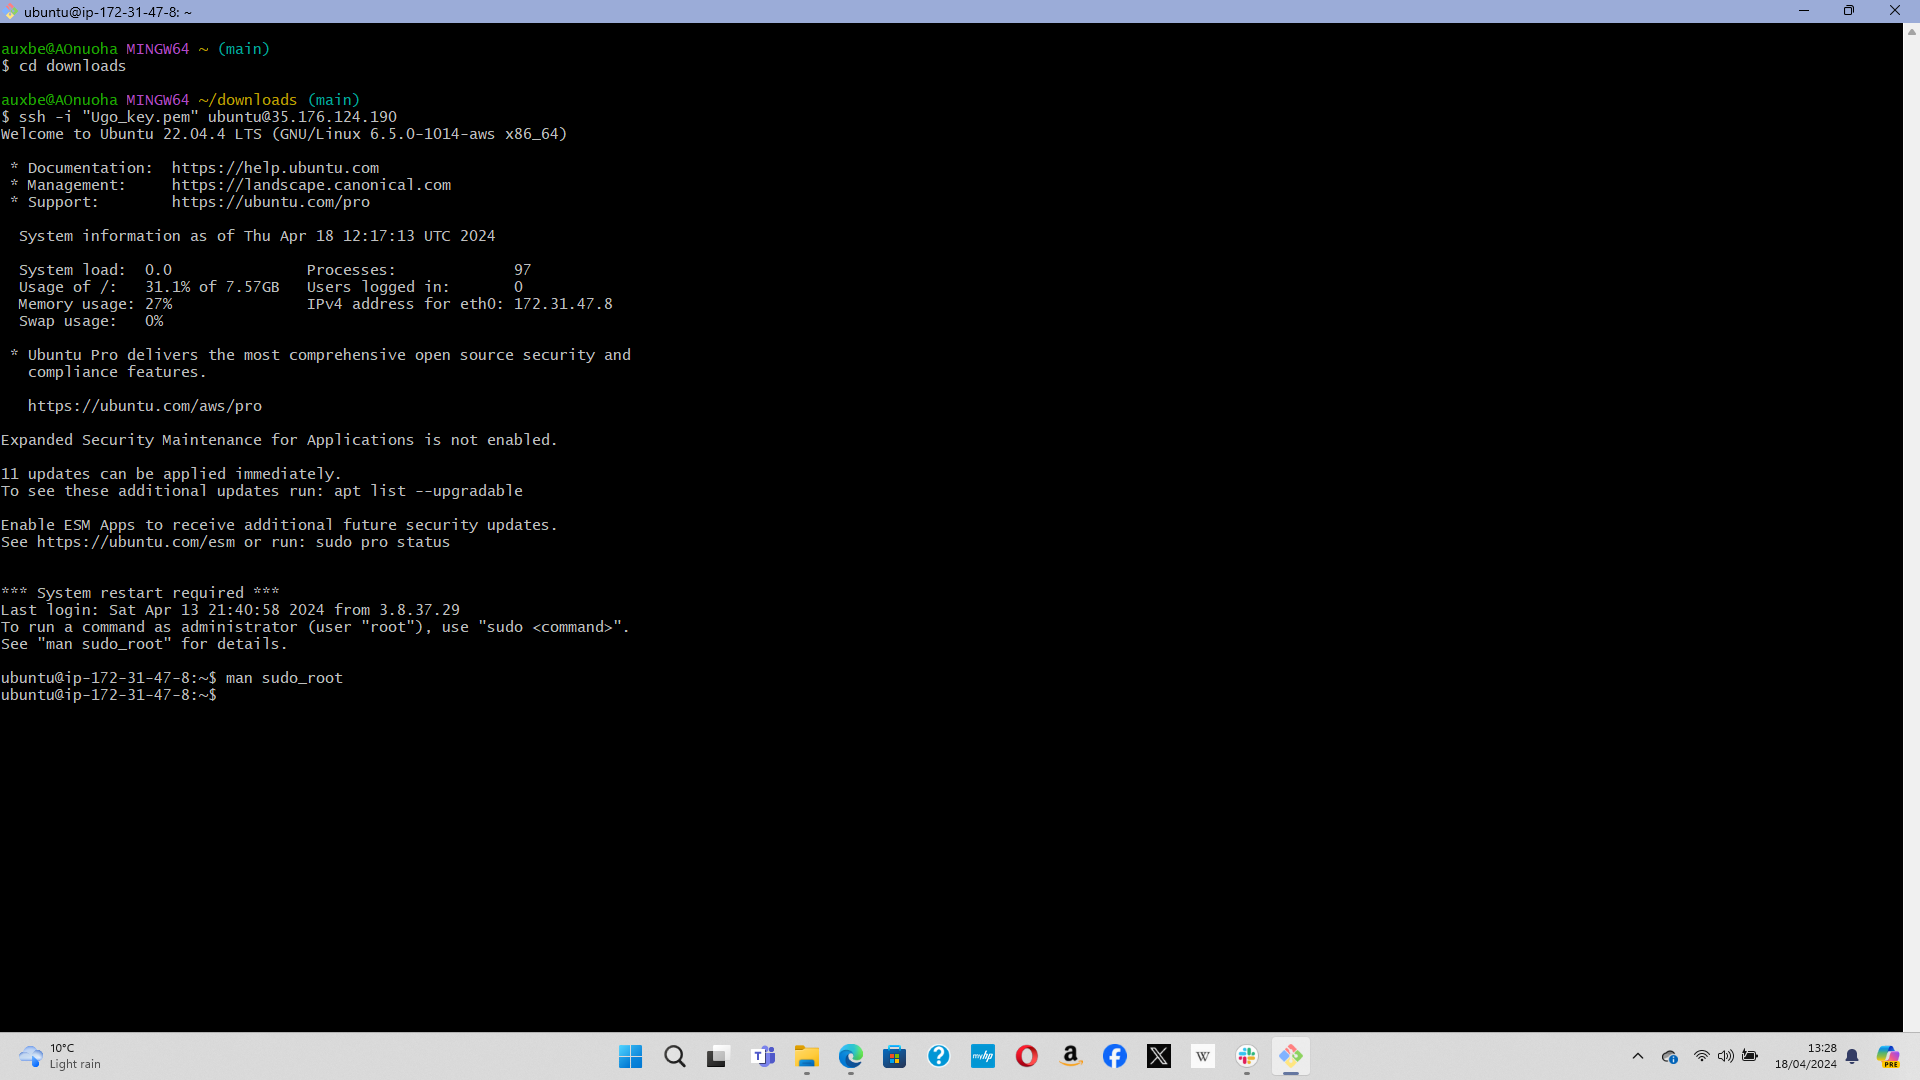 ubuntu@ip-172-31-47-8: ~
auxbe@AOnuoha MINGW64 ~ (main)
$ cd downloads
auxbe@AOnuoha MINGW64 ~/downloads (main)
$ ssh -i "Ugo_key.pem" ubuntu@35.176.124.190
Welcome to Ubuntu 22.04.4 LTS (GNU/Linux 6.5.0-1014-aws x86_64)
* Documentation:  https://help.ubuntu.com
* Management:     https://landscape.canonical.com
* Support:        https://ubuntu.com/pro
System information as of Thu Apr 18 12:17:13 UTC 2024
System load:  0.0               Processes:             97
Usage of /:   31.1% of 7.57GB   Users logged in:       0
Memory usage: 27%               IPv4 address for eth0: 172.31.47.8
Swap usage:   0%
* Ubuntu Pro delivers the most comprehensive open source security and
compliance features.
https://ubuntu.com/aws/pro
Expanded Security Maintenance for Applications is not enabled.
11 updates can be applied immediately.
To see these additional updates run: apt list --upgradable
Enable ESM Apps to receive additional future security updates.
See https://ubuntu.com/esm or run: sudo pro status
*** System restart required ***
Last login: Sat Apr 13 21:40:58 2024 from 3.8.37.29
To run a command as administrator (user "root"), use "sudo <command>".
See "man sudo_root" for details.
ubuntu@ip-172-31-47-8:~$ man sudo_root
ubuntu@ip-172-31-47-8:~$
10°C
Light rain
T
?
myhp
a
W
13:28
18/04/2024
PRE